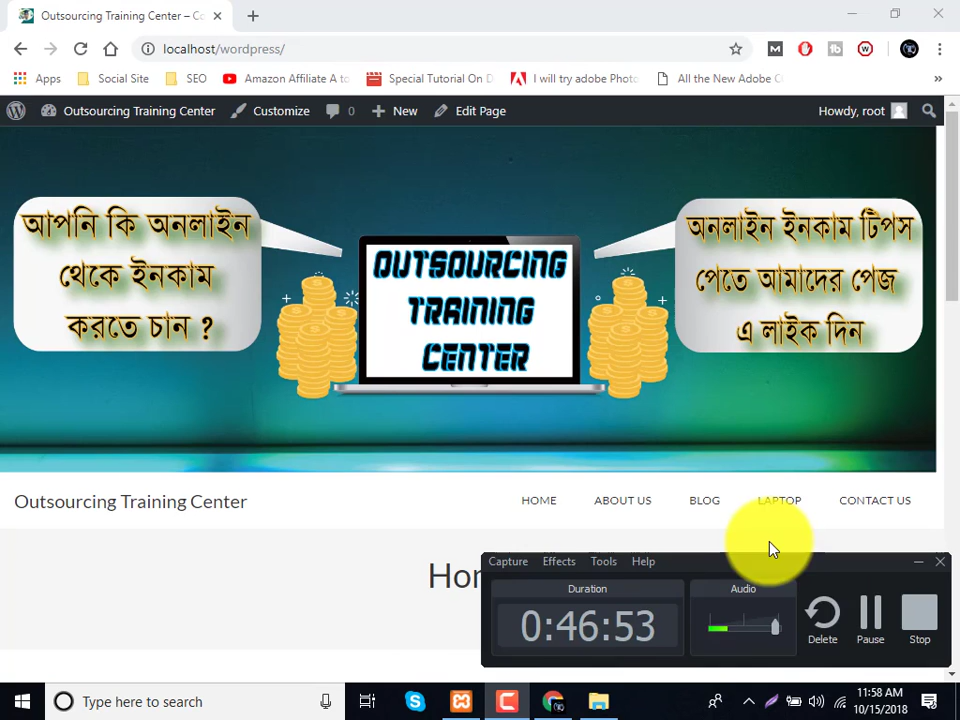 Outsourcing Training Center – Co
localhost/wordpress/
Apps Social Site SEO Amazon Affiliate A to Special Tutorial On D I will try adobe Photo All the New Adobe C »
Outsourcing Training Center Customize 0 New Edit Page Howdy, root
আপনি কি অনলাইন
থেকে ইনকাম
করতে চান ?
OUTSOURCING
TRAINING
CENTER
অনলাইন ইনকাম টিপস
পেতে আমাদের পেজ
এ লাইক দিন
Outsourcing Training Center HOME ABOUT US BLOG LAPTOP CONTACT US
Capture Effects Tools Help
Duration Audio
0:46:53
Delete Pause Stop
Type here to search
11:58 AM
10/15/2018